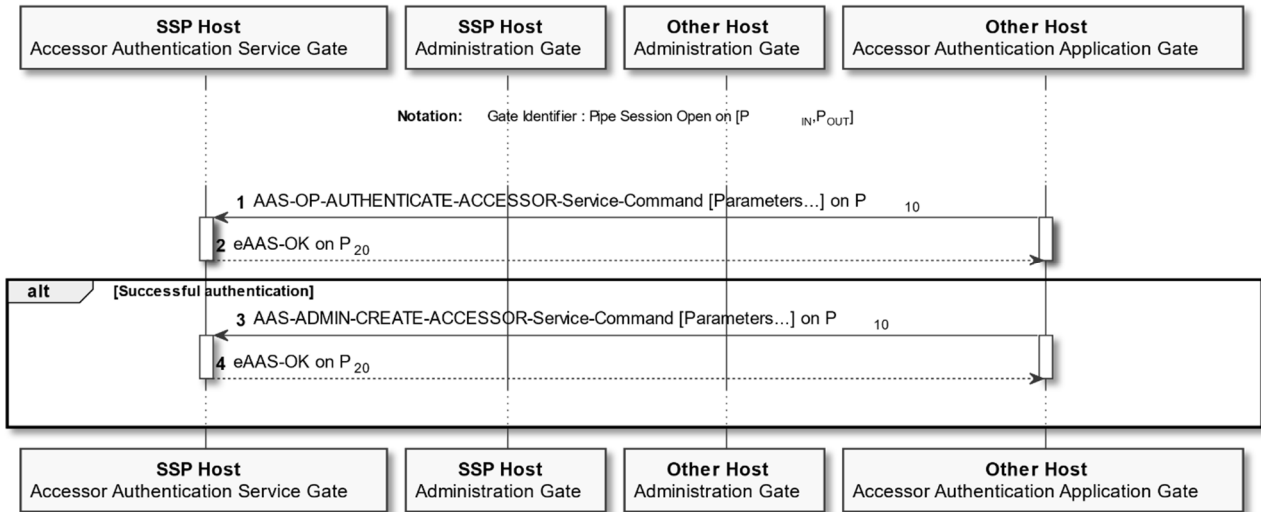 SSP Host
Accessor Authentication Service Gate
SSP Host
Administration Gate
Other Host
Administration Gate
Other Host
Accessor Authentication Application Gate
Notation: Gate Identifier : Pipe Session Open on [P IN,POUT]
1 AAS-OP-AUTHENTICATE-ACCESSOR-Service-Command [Parameters...] on P 10
2 eAAS-OK on P20
alt [Successful authentication]
3 AAS-ADMIN-CREATE-ACCESSOR-Service-Command [Parameters...] on P 10
4 eAAS-OK on P20
SSP Host
Accessor Authentication Service Gate
SSP Host
Administration Gate
Other Host
Administration Gate
Other Host
Accessor Authentication Application Gate